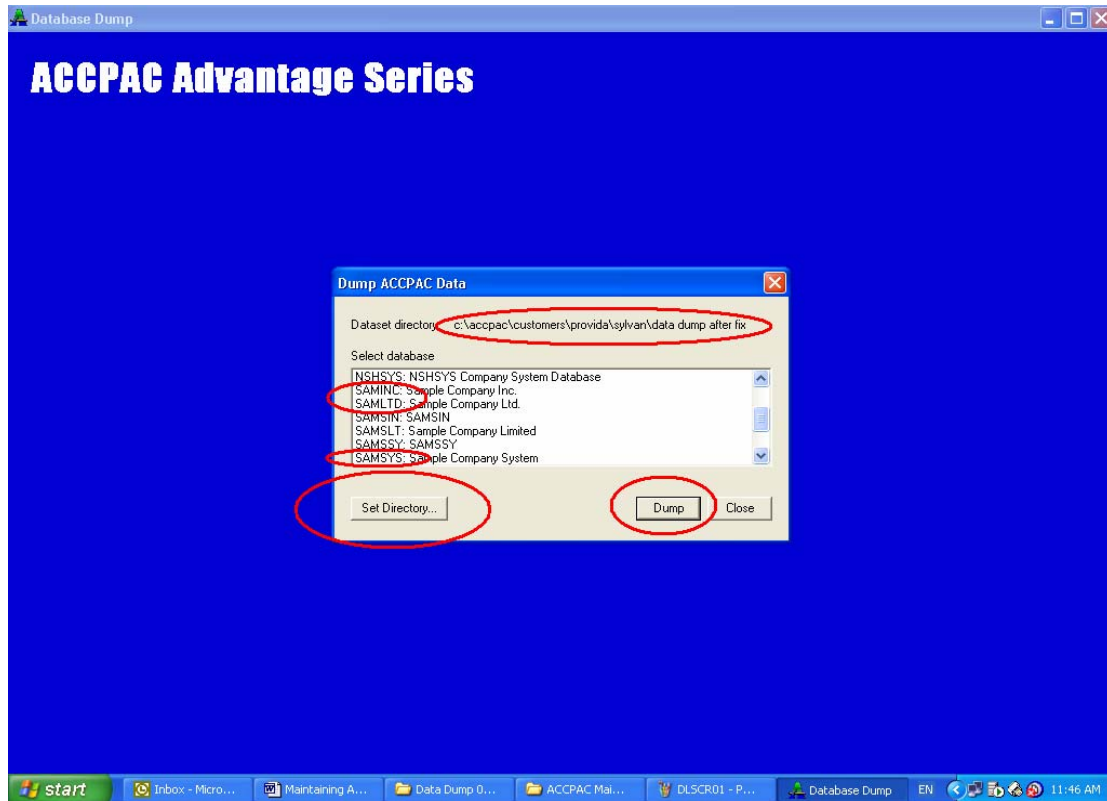 Database Dump
ACCPAC Advantage Series
Dump ACCPAC Data
Dataset directory c:\accpac\customers\provida\sylvan\data dump after fix
Select database
NSHSYS: NSHSYS Company System Database
SAMINC: Sample Company Inc.
SAMLTD: Sample Company Ltd.
SAMSIN: SAMSIN
SAMSLT: Sample Company Limited
SAMSSY: SAMSSY
SAMSYS: Sample Company System
Set Directory... Dump Close
start Inbox - Micro... Maintaining A... Data Dump 0... ACCPAC Mai... DLSCR01 - P... Database Dump EN 11:46 AM